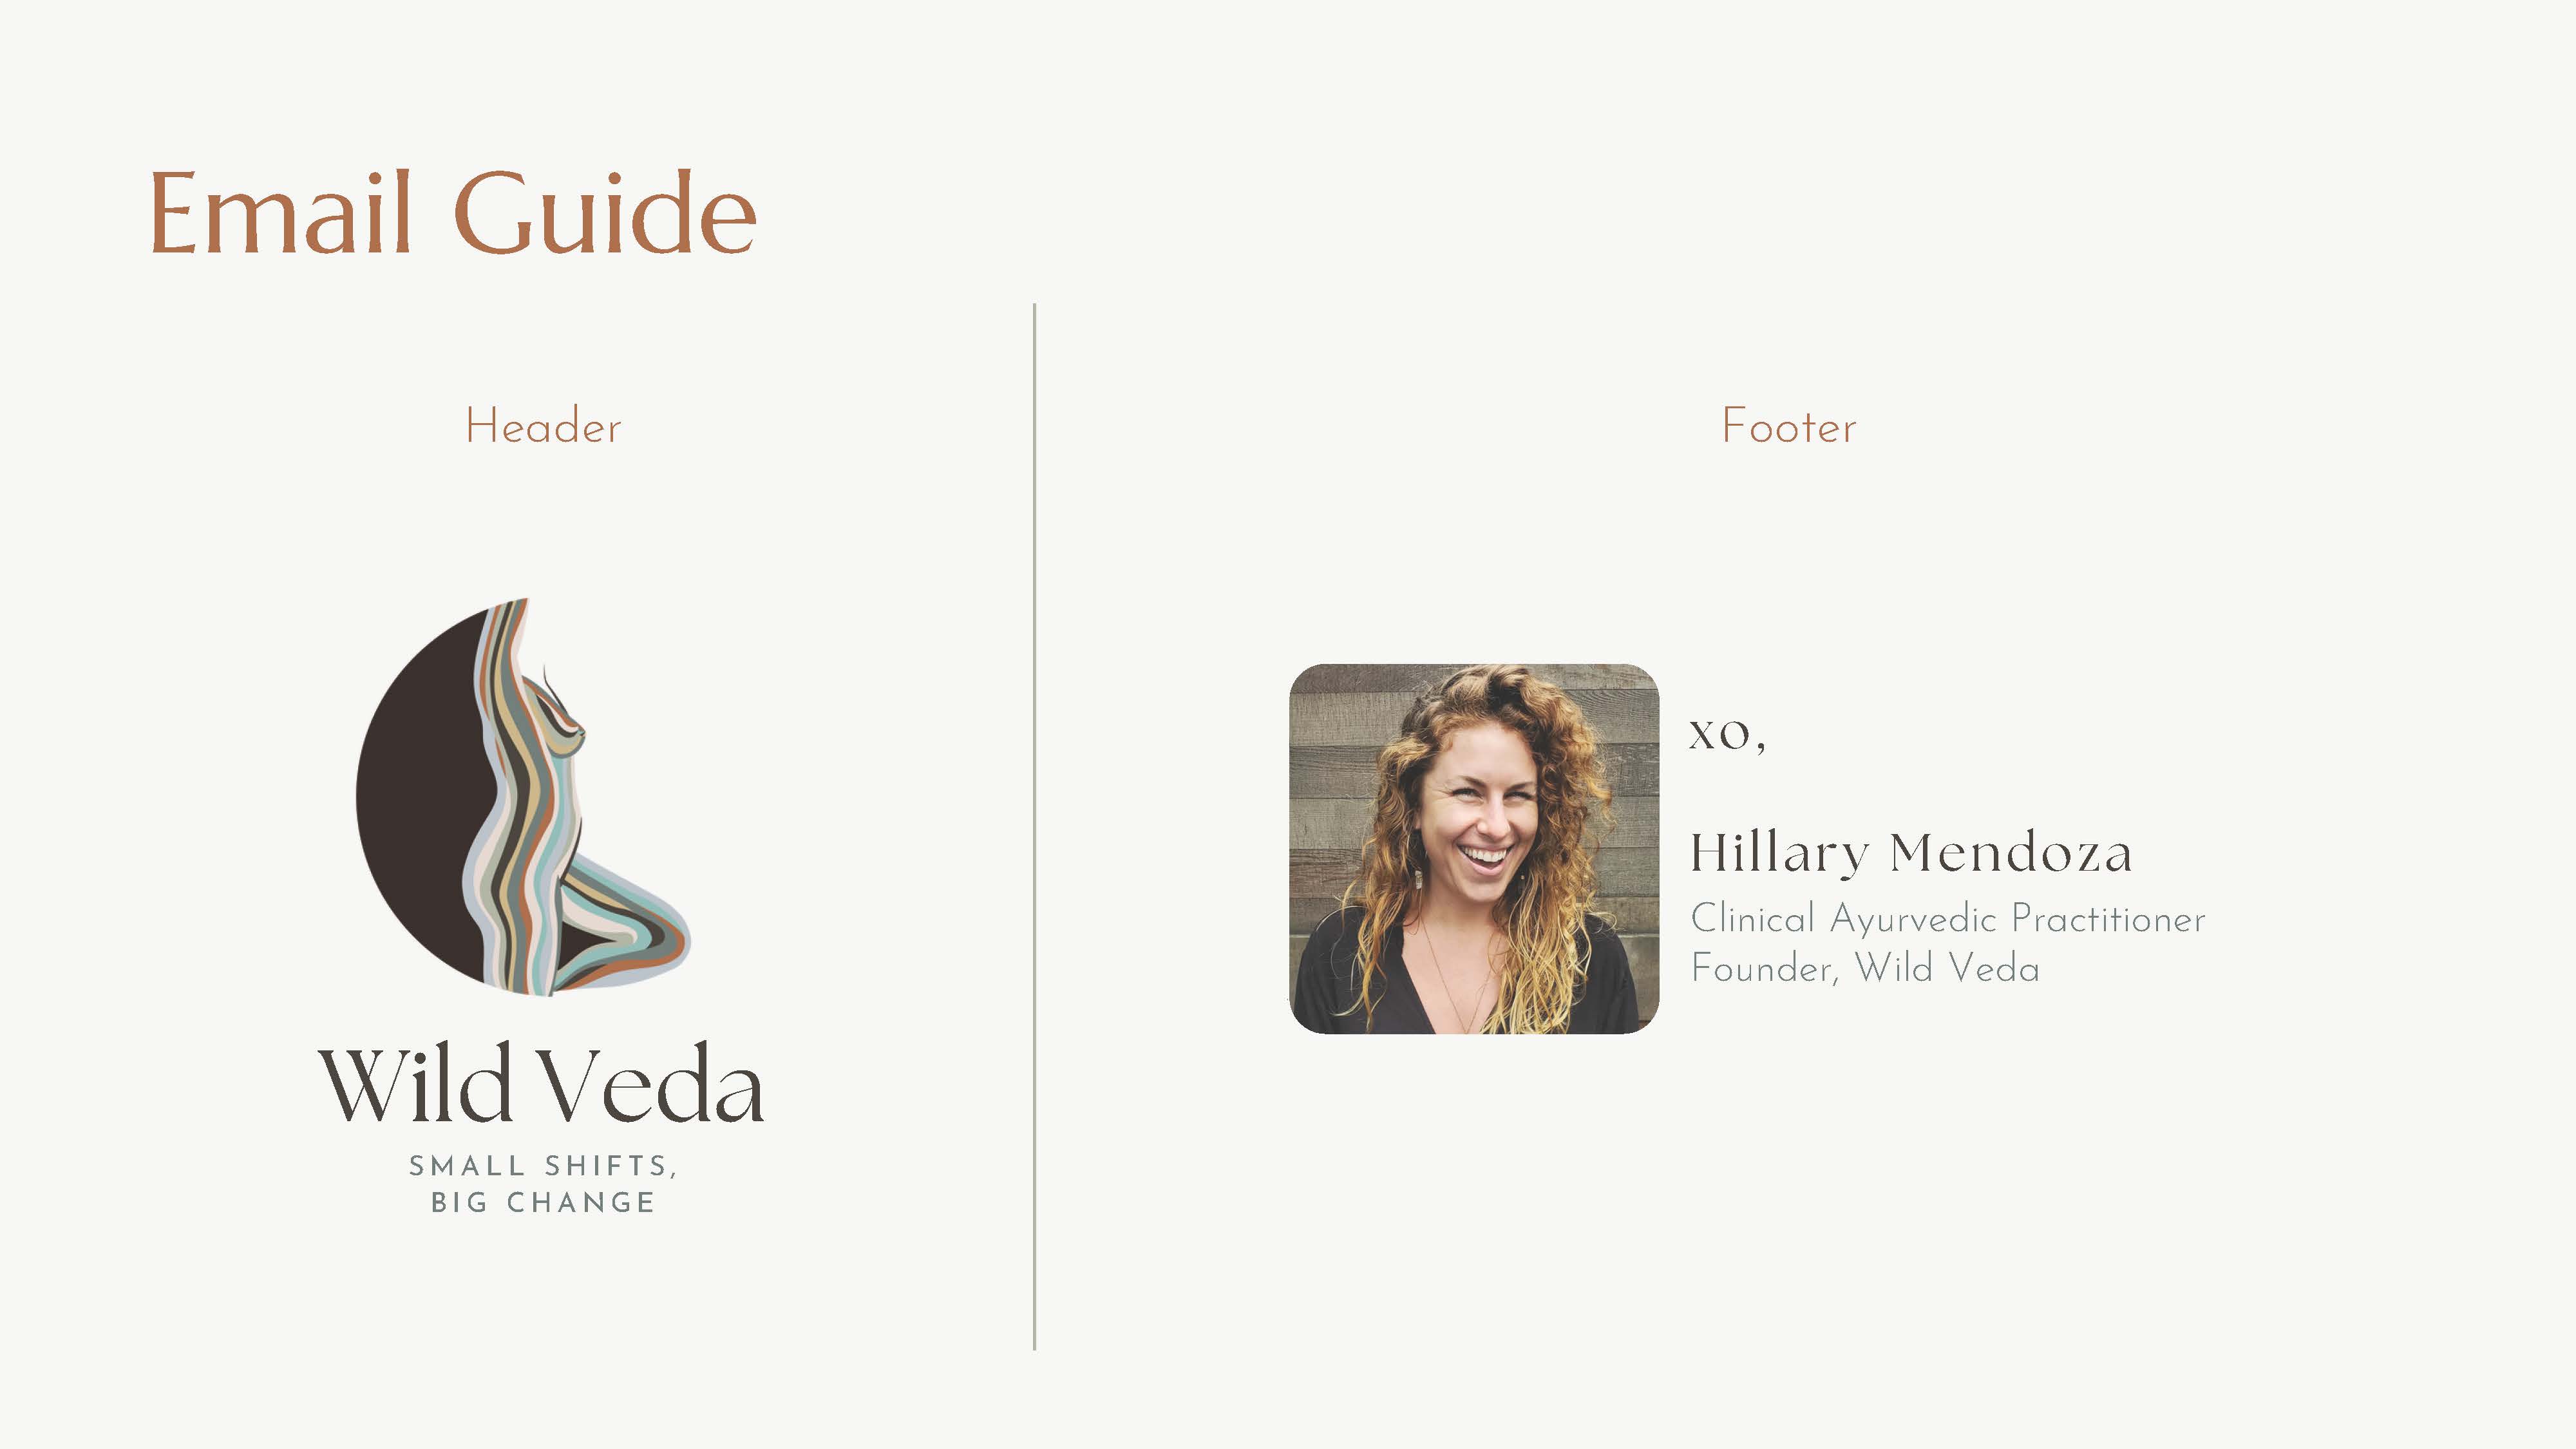 Email Guide
Header
Wild Veda
SMALL SHIFTS,
BIG CHANGE
Footer
xo,
Hillary Mendoza
Clinical Ayurvedic Practitioner
Founder, Wild Veda